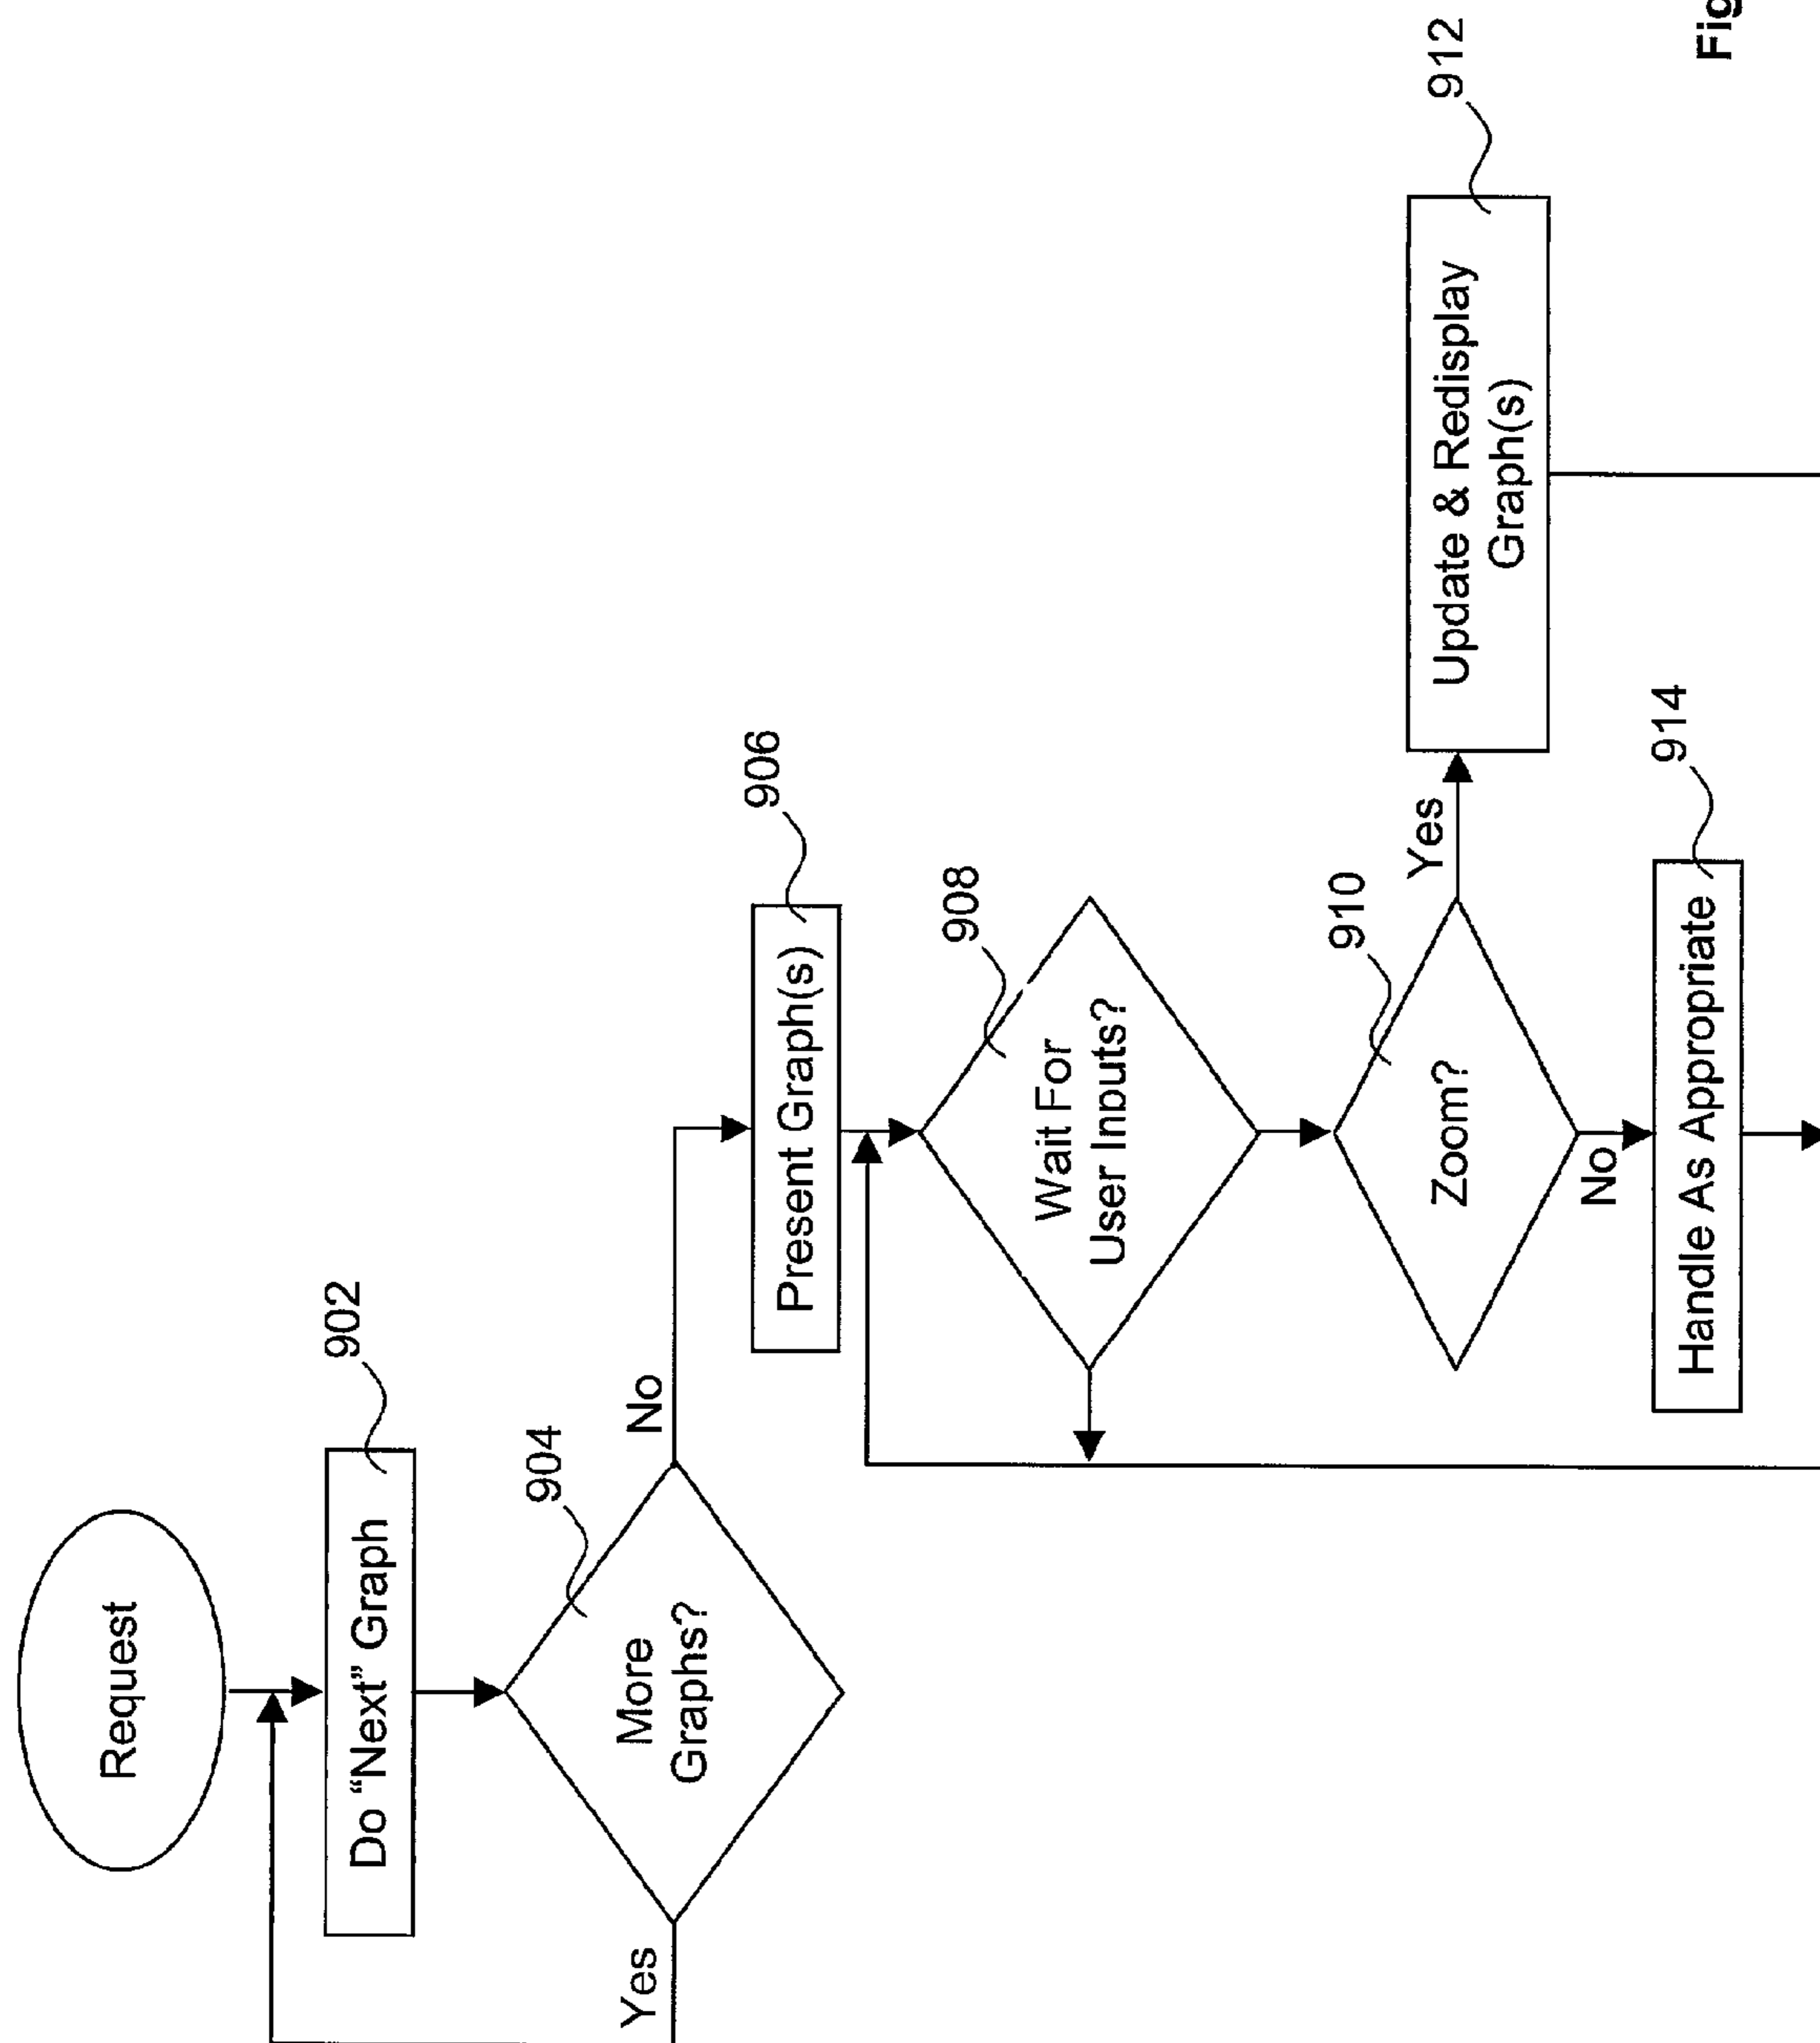 Request
902
Do “Next” Graph
904
More
Graphs?
Yes
No
906
Present Graph(s)
908
Wait For
User Inputs?
910
Zoom?
Yes
No
912
Update & Redisplay
Graph(s)
914
Handle As Appropriate
Fig